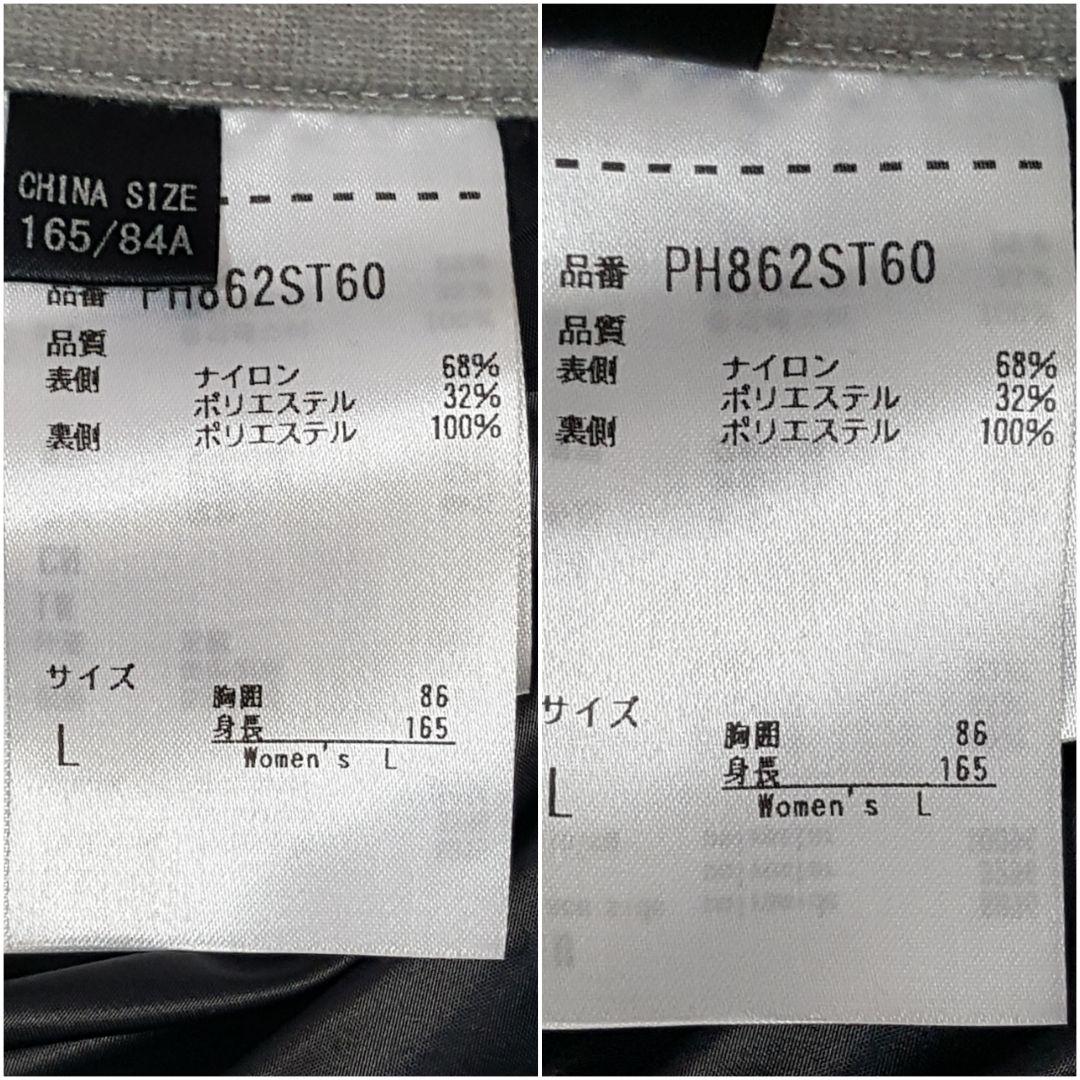 CHINA SIZE
165/84A
品番 PH862ST60
品質
表側 ナイロン 68%
ポリエステル 32%
裏側 ポリエステル 100%
サイズ
胸囲 86
身長 165
L
Women's L
品番 PH862ST60
品質
表側 ナイロン 68%
ポリエステル 32%
裏側 ポリエステル 100%
サイズ
胸囲 86
身長 165
L
Women's L